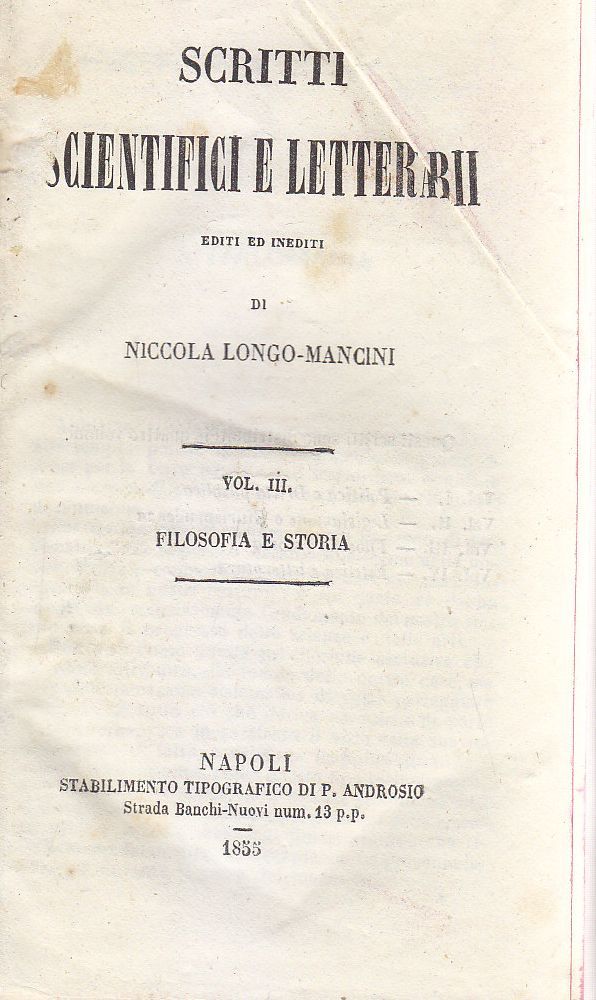 SCRITTI
SCIENTIFICI E LETTERARII
EDITI ED INEDITI
DI
NICCOLA LONGO-MANCINI
VOL. III.
FILOSOFIA E STORIA
NAPOLI
STABILIMENTO TIPOGRAFICO DI P. ANDROSIO
Strada Banchi-Nuovi num. 13 p.p.
1855